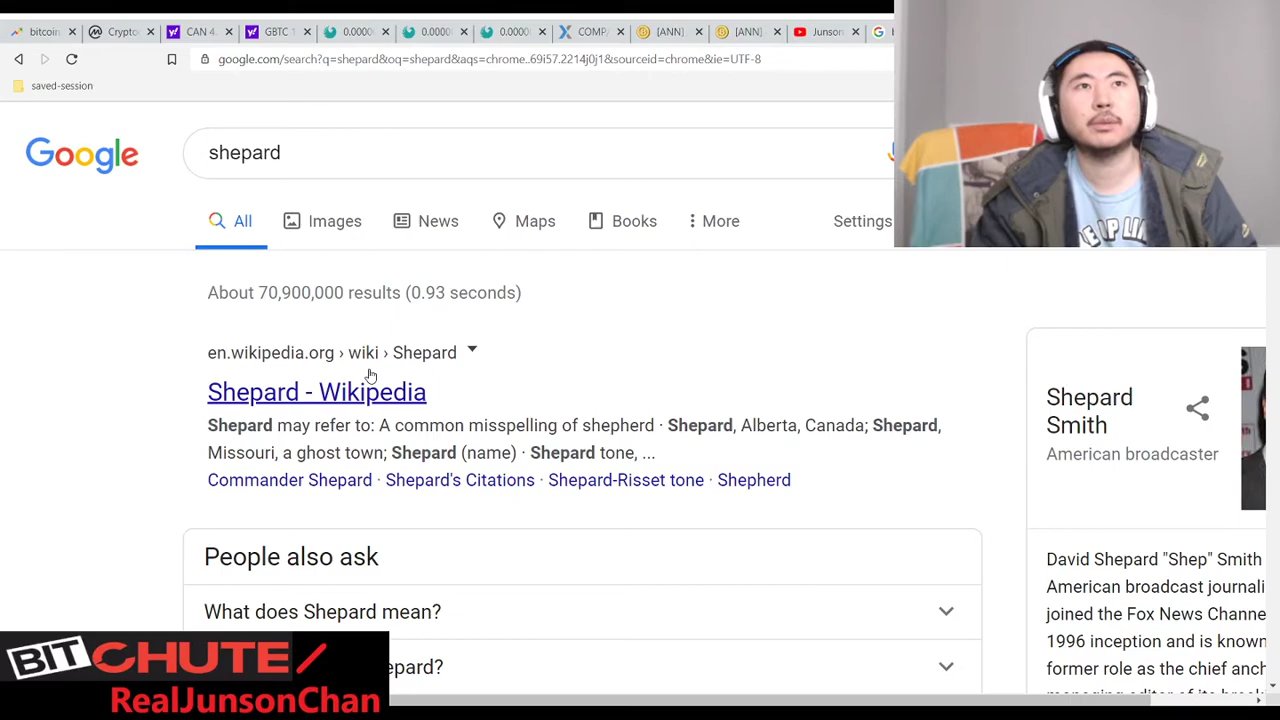 bitcoin
Crypto
CAN 4.
GBTC 1
0.0000
0.0000
0.0000
COMP
[ANN]
[ANN]
Junson
google.com/search?q=shepard&oq=shepard&aqs=chrome..69i57.2214j0j1&sourceid=chrome&ie=UTF-8
saved-session
Google
shepard
All
Images
News
Maps
Books
More
Settings
About 70,900,000 results (0.93 seconds)
en.wikipedia.org › wiki › Shepard
Shepard - Wikipedia
Shepard may refer to: A common misspelling of shepherd · Shepard, Alberta, Canada; Shepard,
Missouri, a ghost town; Shepard (name) · Shepard tone, ...
Commander Shepard · Shepard's Citations · Shepard-Risset tone · Shepherd
People also ask
What does Shepard mean?
epard?
Shepard
Smith
American broadcaster
David Shepard "Shep" Smith
American broadcast journali
joined the Fox News Channe
1996 inception and is known
former role as the chief anch
BITCHUTE
RealJunsonChan